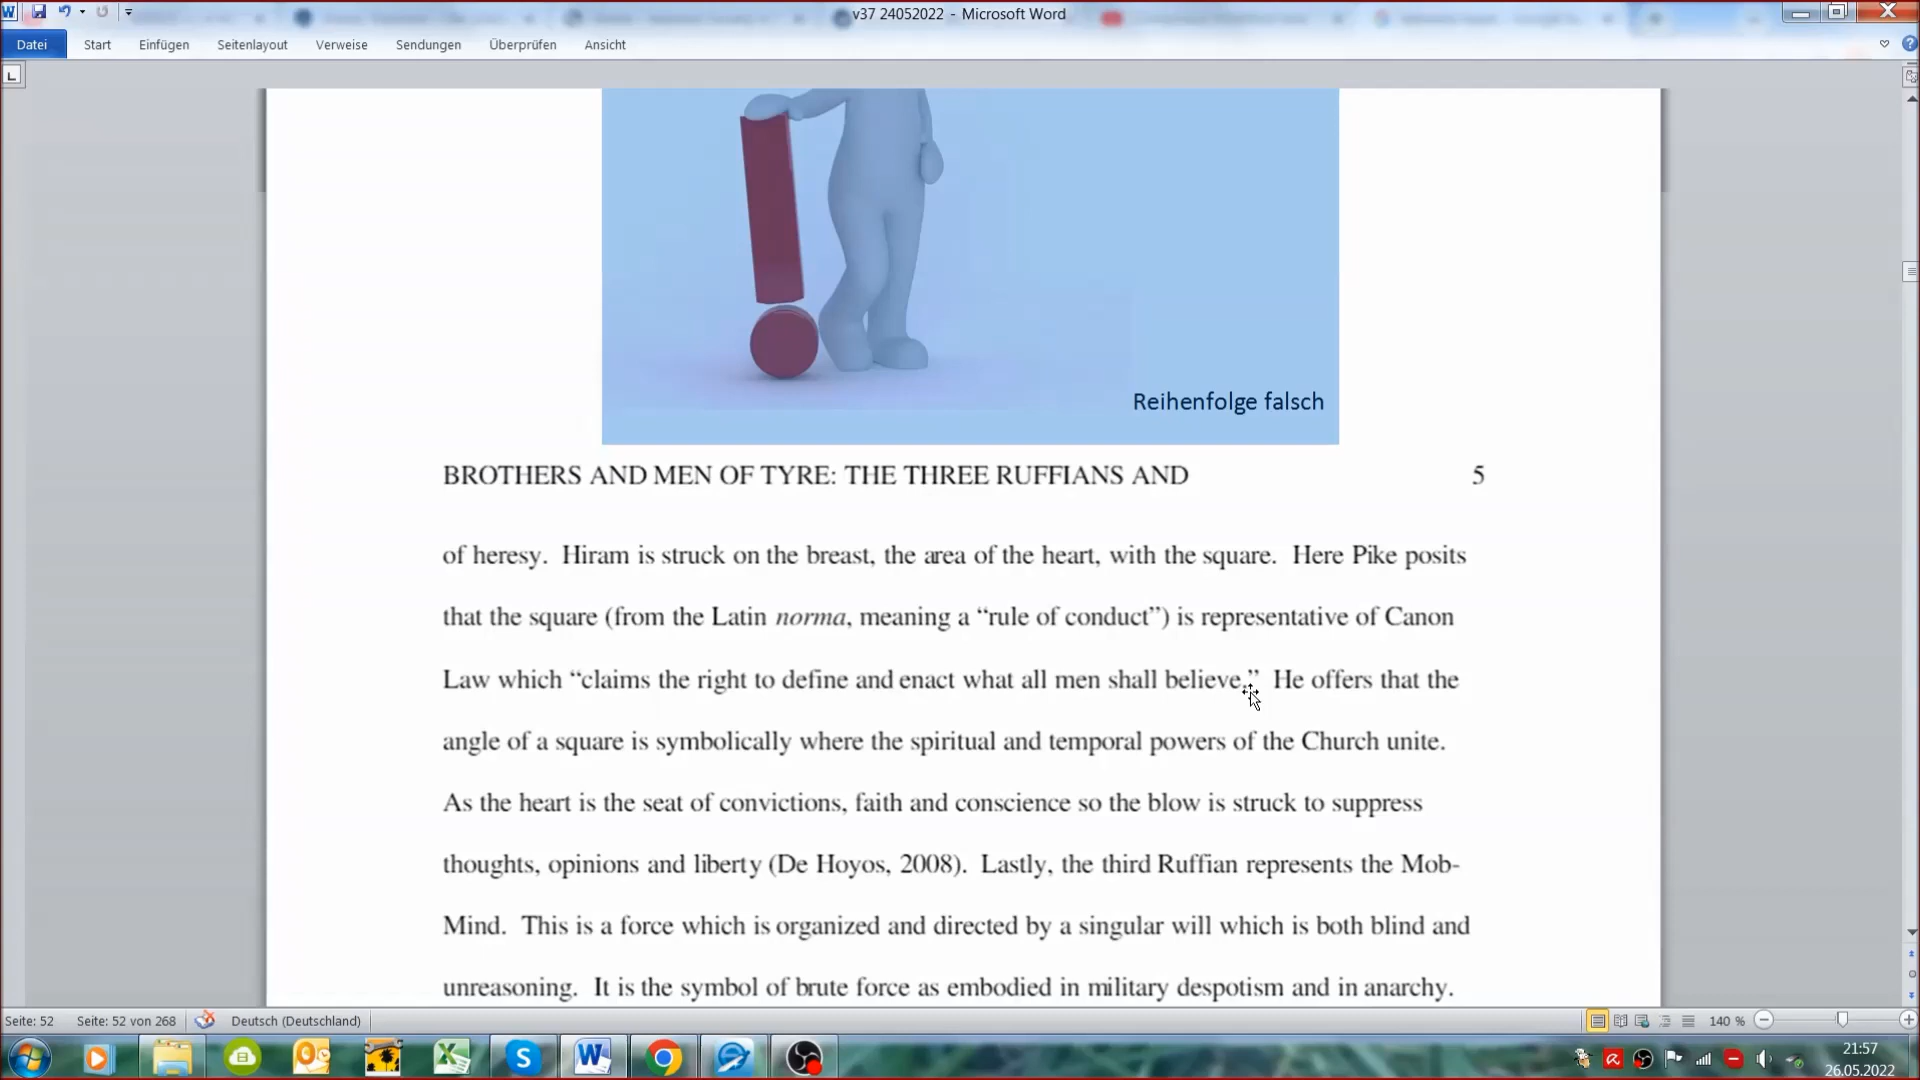 v37 24052022 - Microsoft Word
Datei Start Einfügen Seitenlayout Verweise Sendungen Überprüfen Ansicht
Reihenfolge falsch
BROTHERS AND MEN OF TYRE: THE THREE RUFFIANS AND 5
of heresy. Hiram is struck on the breast, the area of the heart, with the square. Here Pike posits
that the square (from the Latin norma, meaning a “rule of conduct”) is representative of Canon
Law which “claims the right to define and enact what all men shall believe.” He offers that the
angle of a square is symbolically where the spiritual and temporal powers of the Church unite.
As the heart is the seat of convictions, faith and conscience so the blow is struck to suppress
thoughts, opinions and liberty (De Hoyos, 2008). Lastly, the third Ruffian represents the Mob-
Mind. This is a force which is organized and directed by a singular will which is both blind and
unreasoning. It is the symbol of brute force as embodied in military despotism and in anarchy.
Seite: 52 Seite: 52 von 268 Deutsch (Deutschland) 140 %
21:57
26.05.2022